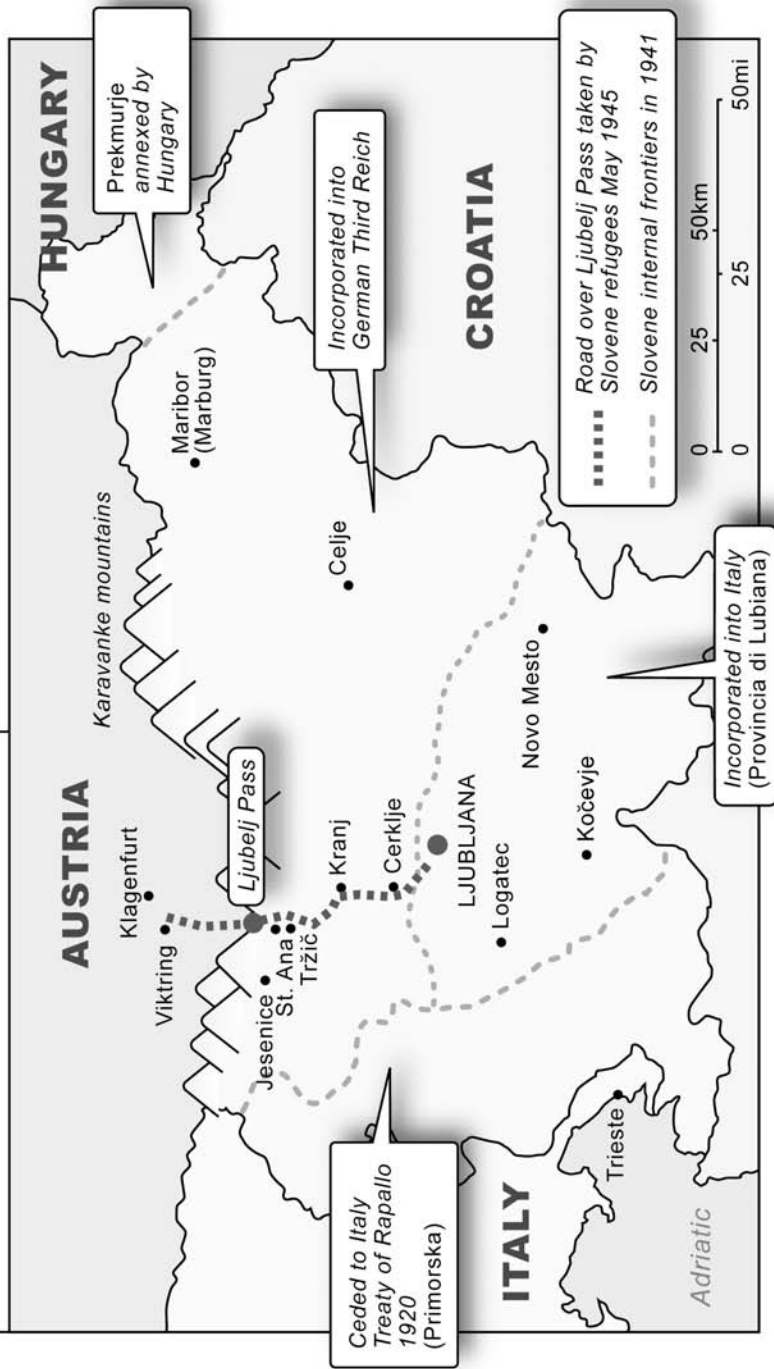 AUSTRIA
HUNGARY
Klagenfurt
Viktring
Karavanke mountains
Prekmurje
annexed by
Hungary
Ljubelj Pass
Maribor
(Marburg)
Jesenice
St. Ana
Tržič
Kranj
Celje
Incorporated into
German Third Reich
Ceded to Italy
Treaty of Rapallo
1920
(Primorska)
Cerklje
LJUBLJANA
CROATIA
Logatec
Novo Mesto
Kočevje
ITALY
Trieste
Adriatic
Incorporated into Italy
(Provincia di Lubiana)
Road over Ljubelj Pass taken by
Slovene refugees May 1945
Slovene internal frontiers in 1941
0 25 50km
0 25 50mi